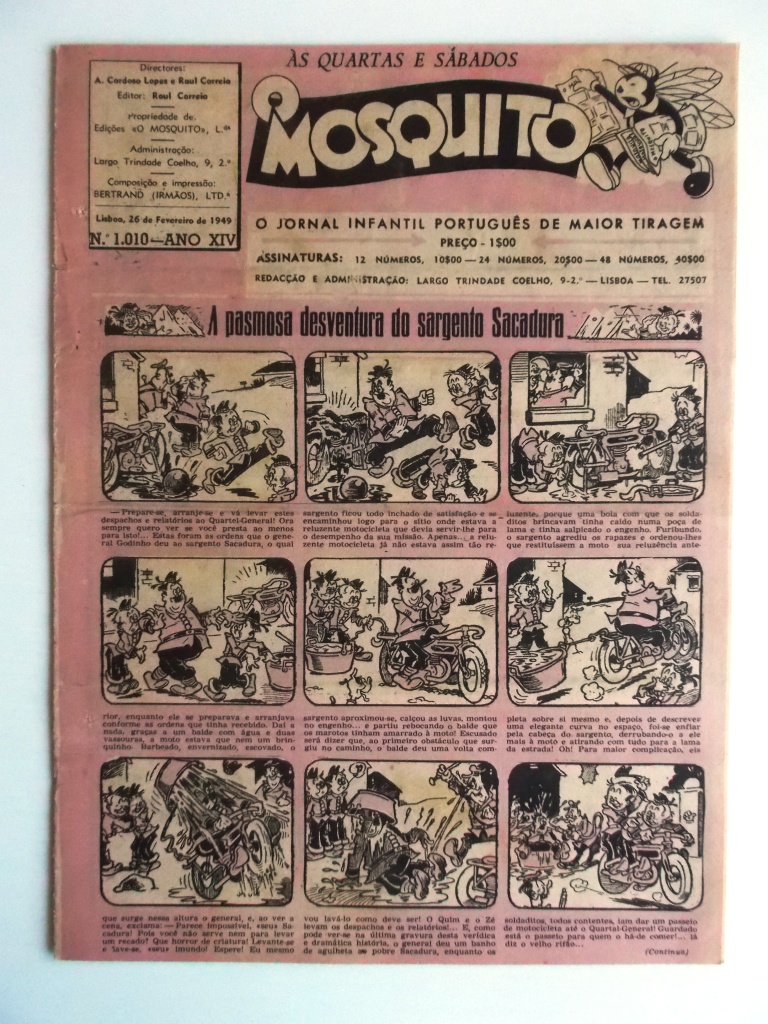 Directores:
A. Cardoso Lopes e Raul Correia
Editor: Raul Correia
Propriedade de
Edições «O MOSQUITO», L.da
Administração:
Largo Trindade Coelho, 9, 2.º
Composição e impressão:
BERTRAND (IRMÃOS), LTD.ª
Lisboa, 26 de Fevereiro de 1949
N.º 1.010—ANO XIV
ÀS QUARTAS E SÁBADOS
O MOSQUITO
O JORNAL INFANTIL PORTUGUÊS DE MAIOR TIRAGEM
PREÇO - 1$00
ASSINATURAS: 12 NÚMEROS, 10$00 — 24 NÚMEROS, 20$00 — 48 NÚMEROS, 40$00
REDACÇÃO E ADMINISTRAÇÃO: LARGO TRINDADE COELHO, 9-2.º — LISBOA — TEL. 27507
A pasmosa desventura do sargento Sacadura
—Prepare-se, arranje-se e vá levar estes
despachos e relatórios ao Quartel-General! Ora
sempre quero ver se você presta ao menos
para isto!... Estas foram as ordens que o gene-
ral Godinho deu ao sargento Sacadura, o qual
sargento ficou todo inchado de satisfação e se
encaminhou logo para o sítio onde estava a
reluzente motocicleta que devia servir-lhe para
o desempenho da sua missão. Apenas... a relu-
zente motocicleta já não estava assim tão re-
luzente, porque uma bola com que os solda-
ditos brincavam tinha caído numa poça de
lama e tinha salpicado o engenho. Furibundo,
o sargento agrediu os rapazes e ordenou-lhes
que restituíssem a moto sua reluzência ante-
rior, enquanto ele se preparava e arranjava
conforme as ordens que tinha recebido. Daí a
nada, graças a um balde com água e duas
vassouras, a moto estava que nem um brin-
quinho. Barbeado, envernizado, escovado, o
sargento aproximou-se, calçou as luvas, montou
no engenho... e partiu rebocando o balde que
os marotos tinham amarrado à moto! Escusado
será dizer que, ao primeiro obstáculo que sur-
giu no caminho, o balde deu uma volta com-
pleta sobre si mesmo e, depois de descrever
uma elegante curva no espaço, foi-se enfiar
pela cabeça do sargento, derrubando-o a ele
mais à moto e atirando com tudo para a lama
da estrada! Oh! Para maior complicação, eis
que surge nessa altura o general, e, ao ver a
cena, exclama: — Parece impossível, «seu» Sa-
cadura! Pois você não serve nem para levar
um recado? Que horror de criatura! Levante-se
e lave-se, «seu» imundo! Espere! Eu mesmo
vou lavá-lo como deve ser! O Quim e o Zé
levam os despachos e os relatórios!... E, como
pode ver-se na última gravura desta verídica
e dramática história, o general deu um banho
de agulheta ao pobre Sacadura, enquanto os
soldaditos, todos contentes, iam dar um passeio
de motocicleta até o Quartel-General! Guardado
está o passeio para quem o há-de comer!... já
diz o velho rifão...
(Continua)